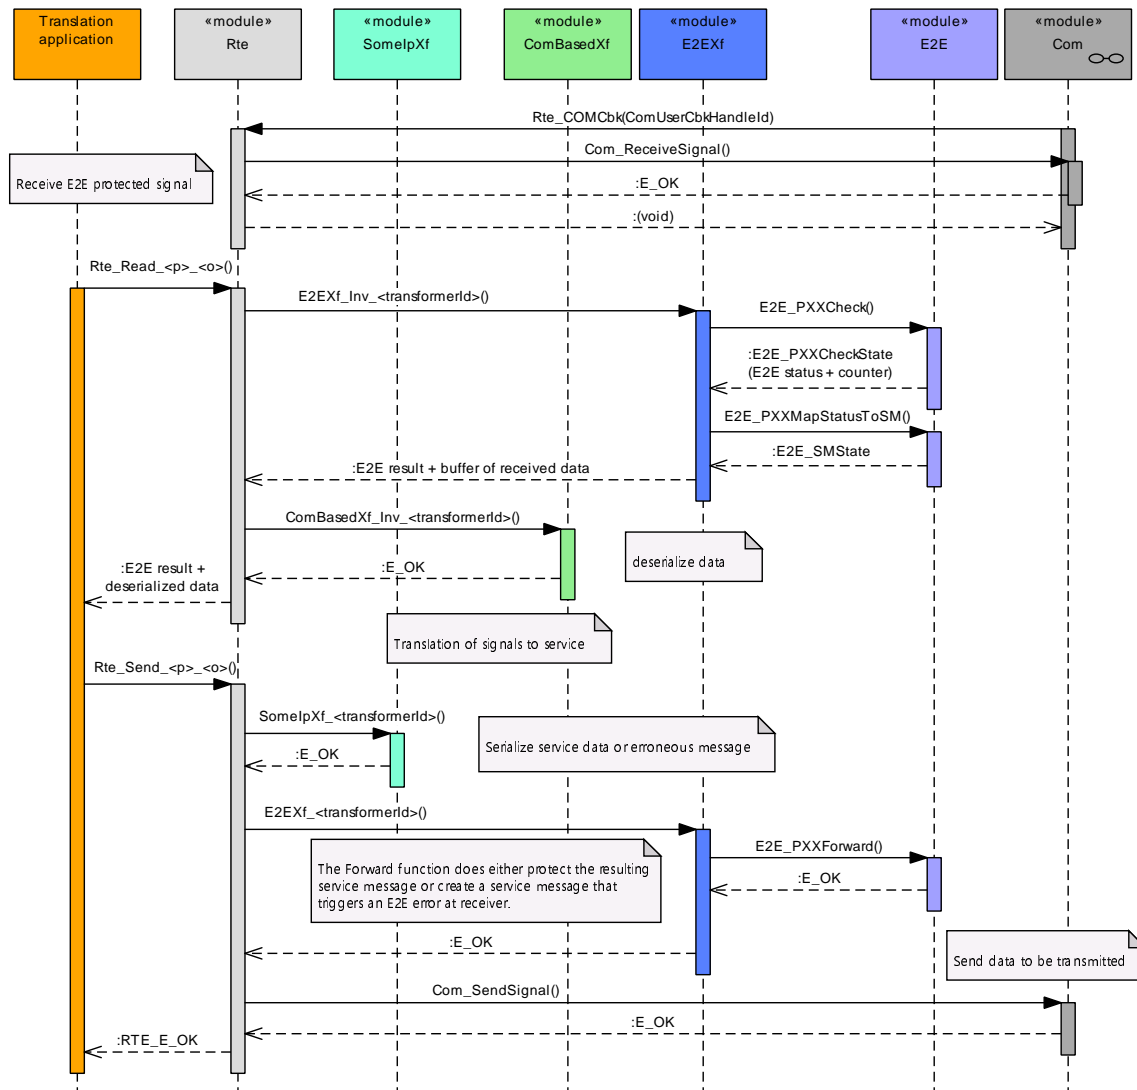 Translation
application
«module»
Rte
«module»
SomeIpXf
«module»
ComBasedXf
«module»
E2EXf
«module»
E2E
«module»
Com
Rte_COMCbk(ComUserCbkHandleId)
Com_ReceiveSignal()
Receive E2E protected signal
:E_OK
:(void)
Rte_Read_<p>_<o>()
E2EXf_Inv_<transformerId>()
E2E_PXXCheck()
:E2E_PXXCheckState
(E2E status + counter)
E2E_PXXMapStatusToSM()
:E2E_SMState
:E2E result + buffer of received data
ComBasedXf_Inv_<transformerId>()
deserialize data
:E_OK
:E2E result +
deserialized data
Translation of signals to service
Rte_Send_<p>_<o>()
SomeIpXf_<transformerId>()
Serialize service data or erroneous message
:E_OK
E2EXf_<transformerId>()
E2E_PXXForward()
The Forward function does either protect the resulting
service message or create a service message that
triggers an E2E error at receiver.
:E_OK
:E_OK
Send data to be transmitted
Com_SendSignal()
:E_OK
:RTE_E_OK